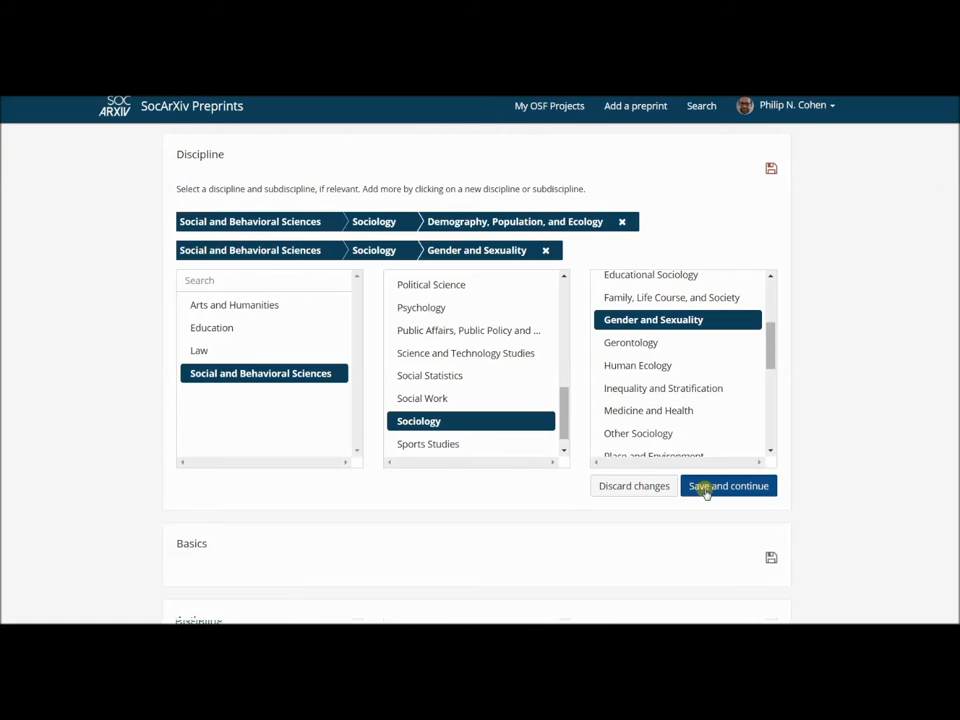 SOC
ARXIV
SocArXiv Preprints
My OSF Projects
Add a preprint
Search
Philip N. Cohen
Discipline
Select a discipline and subdiscipline, if relevant. Add more by clicking on a new discipline or subdiscipline.
Social and Behavioral Sciences
Sociology
Demography, Population, and Ecology
Social and Behavioral Sciences
Sociology
Gender and Sexuality
Search
Arts and Humanities
Education
Law
Social and Behavioral Sciences
Political Science
Psychology
Public Affairs, Public Policy and ...
Science and Technology Studies
Social Statistics
Social Work
Sociology
Sports Studies
Educational Sociology
Family, Life Course, and Society
Gender and Sexuality
Gerontology
Human Ecology
Inequality and Stratification
Medicine and Health
Other Sociology
Place and Environment
Discard changes
Save and continue
Basics